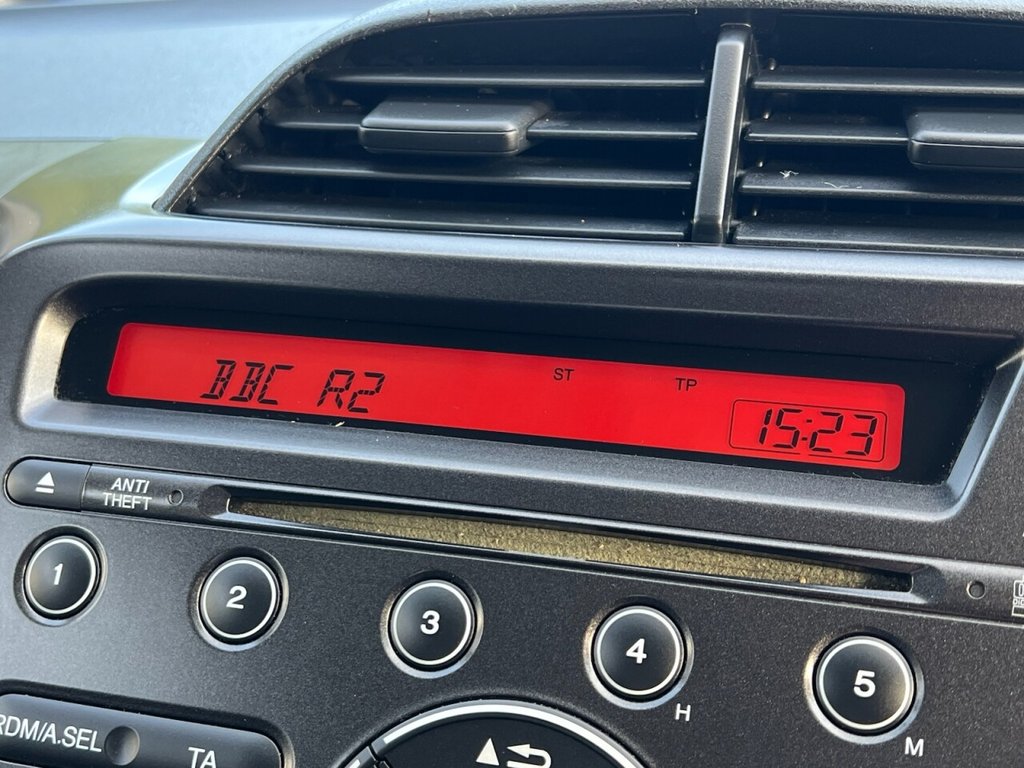 BBC R2 ST TP 15:23
ANTI
THEFT
1 2 3 4 5
H M
RDM/A.SEL TA